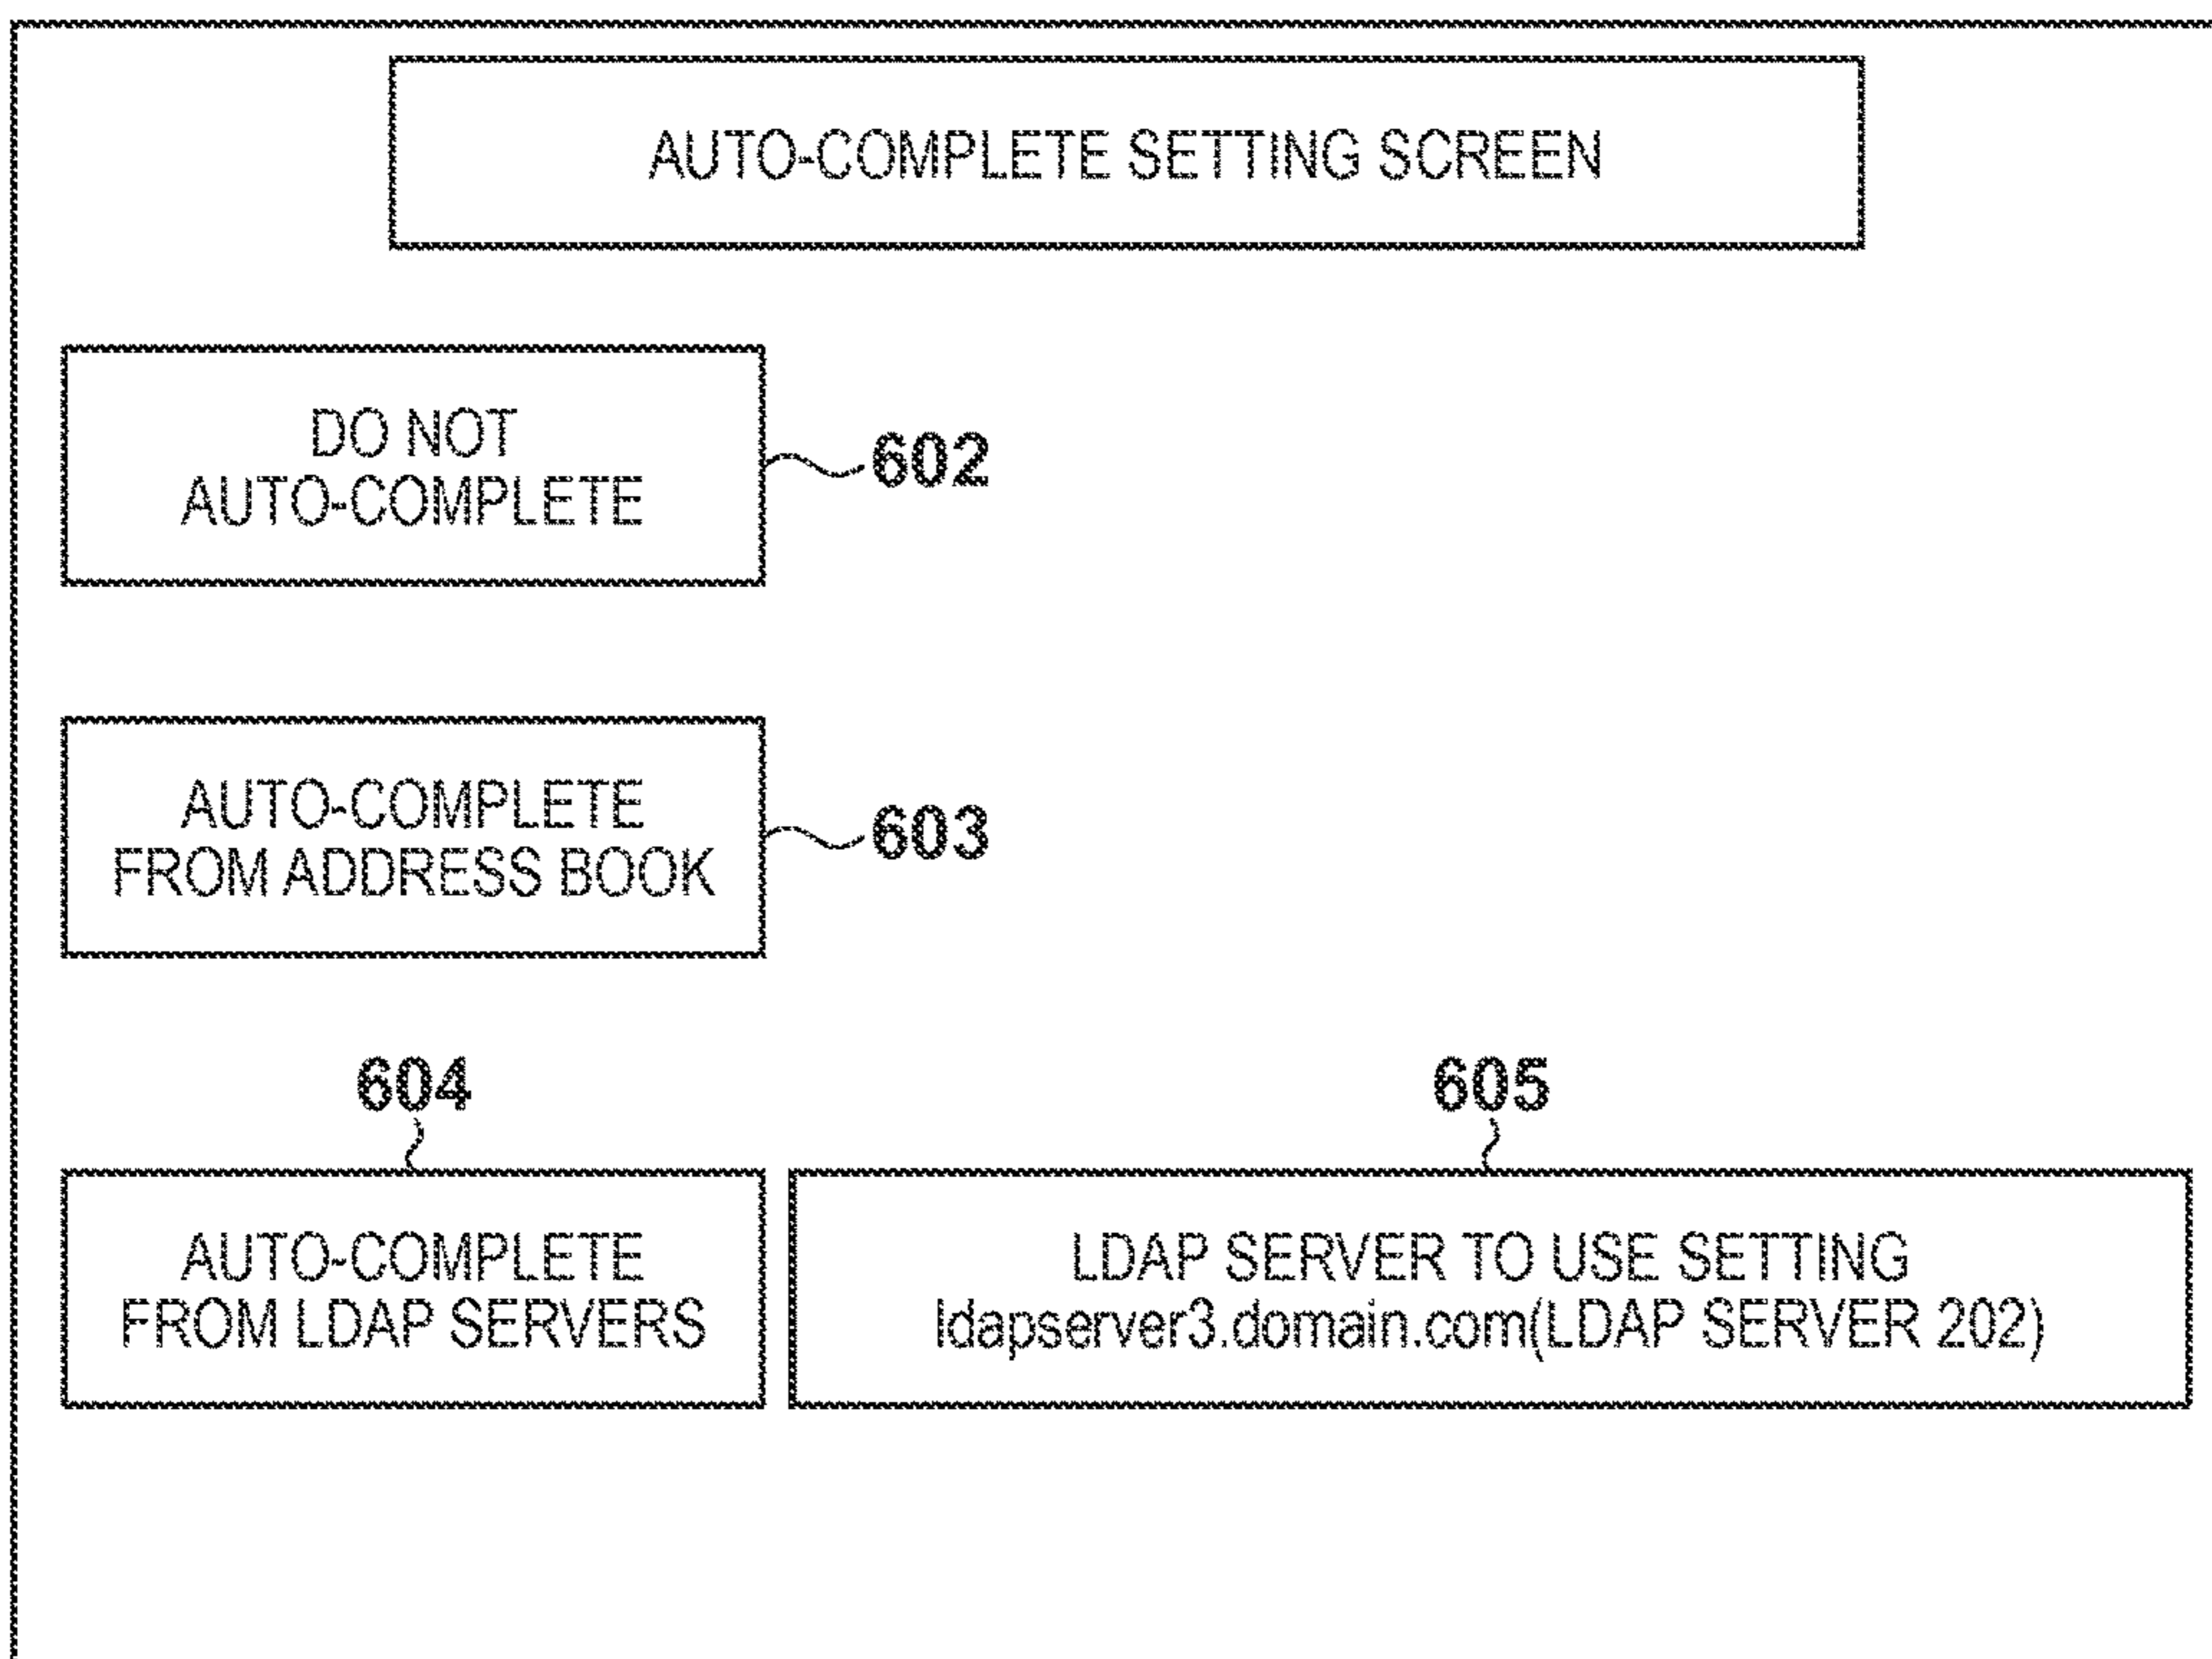 AUTO-COMPLETE SETTING SCREEN
DO NOT
AUTO-COMPLETE
602
AUTO-COMPLETE
FROM ADDRESS BOOK
603
604
605
AUTO-COMPLETE
FROM LDAP SERVERS
LDAP SERVER TO USE SETTING
ldapserver3.domain.com(LDAP SERVER 202)